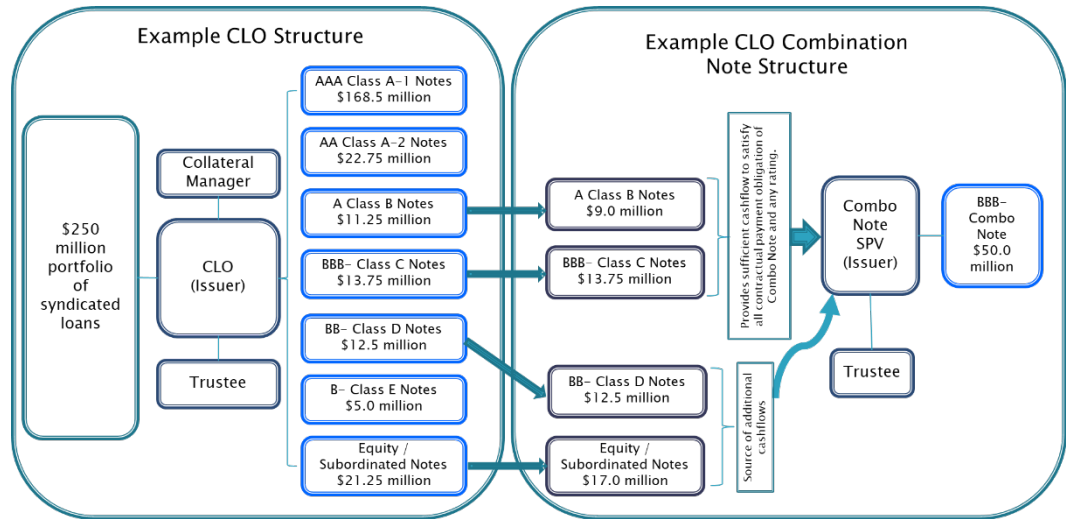 Example CLO Structure
$250
million
portfolio
of
syndicated
loans
Collateral
Manager
CLO
(Issuer)
Trustee
AAA Class A-1 Notes
$168.5 million
AA Class A-2 Notes
$22.75 million
A Class B Notes
$11.25 million
BBB- Class C Notes
$13.75 million
BB- Class D Notes
$12.5 million
B- Class E Notes
$5.0 million
Equity /
Subordinated Notes
$21.25 million
Example CLO Combination
Note Structure
A Class B Notes
$9.0 million
BBB- Class C Notes
$13.75 million
BB- Class D Notes
$12.5 million
Equity /
Subordinated Notes
$17.0 million
Provides sufficient cashflow to satisfy
all contractual payment obligation of
Combo Note and any rating.
Source of additional
cashflows
Combo
Note
SPV
(Issuer)
Trustee
BBB-
Combo
Note
$50.0
million